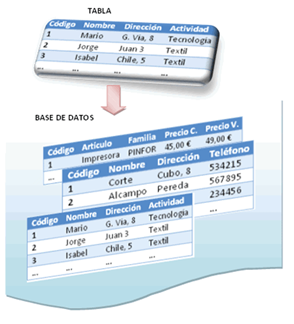 TABLA
Código Nombre Dirección Actividad
1 Mario G. Vía, 8 Tecnologia
2 Jorge Juan 3 Textil
3 Isabel Chile, 5 Textil
... ... ... ...
BASE DE DATOS
Código Articulo Familia Precio C. Precio V.
1 Impresora PINFOR 45,00 € 49,00 €
...
Código Nombre Dirección Teléfono
1 Corte Cubo, 8 534215
2 Alcampo Pereda 567895
234456
...
Código Nombre Dirección Actividad
1 Mario G. Vía, 8 Tecnologia
2 Jorge Juan 3 Textil
3 Isabel Chile, 5 Textil
... ... ... ...